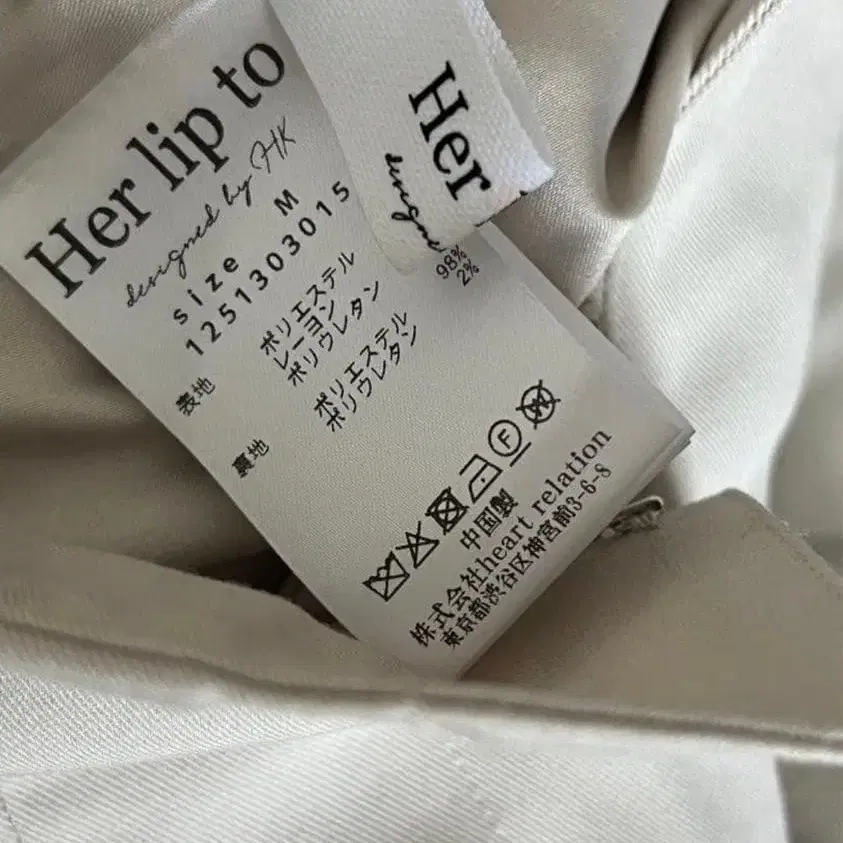 Her lip to
designed by HK
size M
1251303015
表地 ポリエステル
レーヨン
ポリウレタン
裏地 ポリエステル 98%
ポリウレタン 2%
F
W
中国製
株式会社heart relation
東京都渋谷区神宮前3-6-8
Her